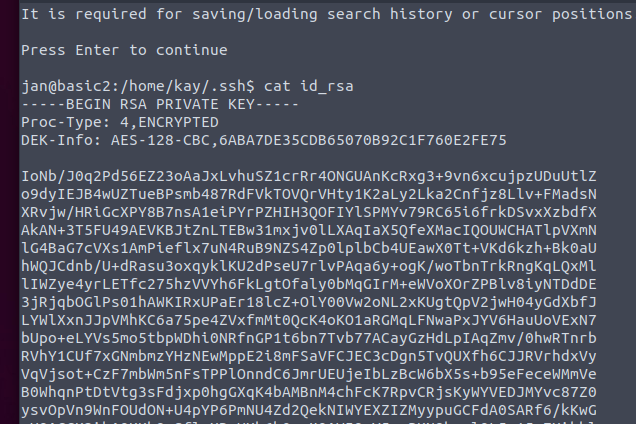 It is required for saving/loading search history or cursor positions
Press Enter to continue
jan@basic2:/home/kay/.ssh$ cat id_rsa
-----BEGIN RSA PRIVATE KEY-----
Proc-Type: 4,ENCRYPTED
DEK-Info: AES-128-CBC,6ABA7DE35CDB65070B92C1F760E2FE75
IoNb/J0q2Pd56EZ23oAaJxLvhuSZ1crRr4ONGUAnKcRxg3+9vn6xcujpzUDuUtlZ
o9dyIEJB4wUZTueBPsmb487RdFVkTOVQrVHty1K2aLy2Lka2Cnfjz8Llv+FMadsN
XRvjw/HRiGcXPY8B7nsA1eiPYrPZHIH3QOFIYlSPMYv79RC65i6frkDSvxXzbdfX
AkAN+3T5FU49AEVKBJtZnLTEBw31mxjv0lLXAqIaX5QfeXMacIQOUWCHATlpVXmN
lG4BaG7cVXs1AmPieflx7uN4RuB9NZS4Zp0lplbCb4UEawX0Tt+VKd6kzh+Bk0aU
hWQJCdnb/U+dRasu3oxqyklKU2dPseU7rlvPAqa6y+ogK/woTbnTrkRngKqLQxMl
lIWZye4yrLETfc275hzVVYh6FkLgtOfaly0bMqGIrM+eWVoXOrZPBlv8iyNTDdDE
3jRjqbOGlPs01hAWKIRxUPaEr18lcZ+OlY00Vw2oNL2xKUgtQpV2jwH04yGdXbfJ
LYWlXxnJJpVMhKC6a75pe4ZVxfmMt0QcK4oKO1aRGMqLFNwaPxJYV6HauUoVExN7
bUpo+eLYVs5mo5tbpWDhi0NRfnGP1t6bn7Tvb77ACayGzHdLpIAqZmv/0hwRTnrb
RVhY1CUf7xGNmbmzYHzNEwMppE2i8mFSaVFCJEC3cDgn5TvQUXfh6CJJRVrhdxVy
VqVjsot+CzF7mbWm5nFsTPPlOnndC6JmrUEUjeIbLzBcW6bX5s+b95eFeceWMmVe
B0WhqnPtDtVtg3sFdjxp0hgGXqK4bAMBnM4chFcK7RpvCRjsKyWYVEDJMYvc87Z0
ysvOpVn9WnFOUdON+U4pYP6PmNU4Zd2QekNIWYEXZIZMyypuGCFdA0SARf6/kKwG